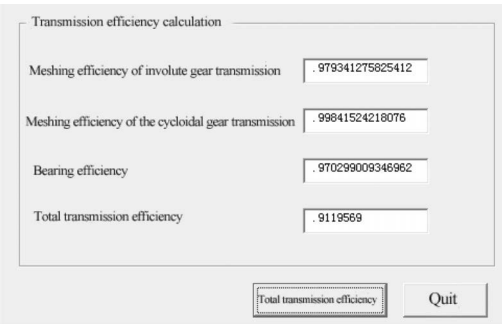 Transmission efficiency calculation
Meshing efficiency of involute gear transmission .979341275825412
Meshing efficiency of the cycloidal gear transmission .99841524218076
Bearing efficiency .970299009346962
Total transmission efficiency .9119569
Total transmission efficiency Quit